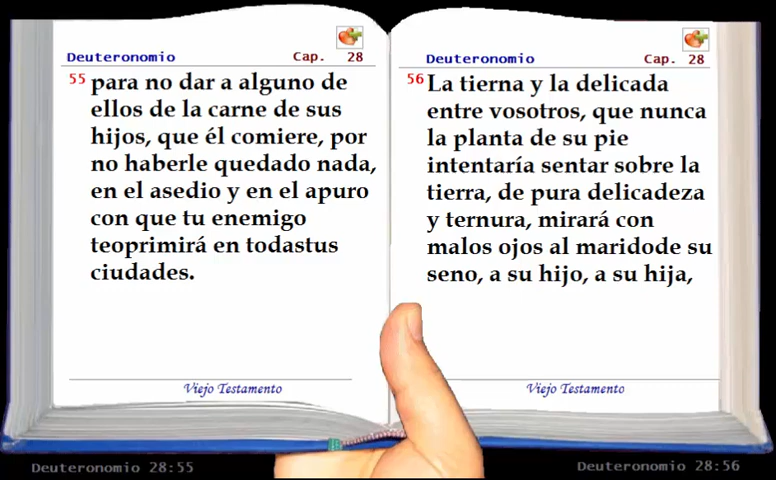 Deuteronomio Cap. 28
55 para no dar a alguno de
ellos de la carne de sus
hijos, que él comiere, por
no haberle quedado nada,
en el asedio y en el apuro
con que tu enemigo
teoprimirá en todastus
ciudades.
Viejo Testamento
Deuteronomio 28:55
Deuteronomio Cap. 28
56 La tierna y la delicada
entre vosotros, que nunca
la planta de su pie
intentaría sentar sobre la
tierra, de pura delicadeza
y ternura, mirará con
malos ojos al maridode su
seno, a su hijo, a su hija,
Viejo Testamento
Deuteronomio 28:56